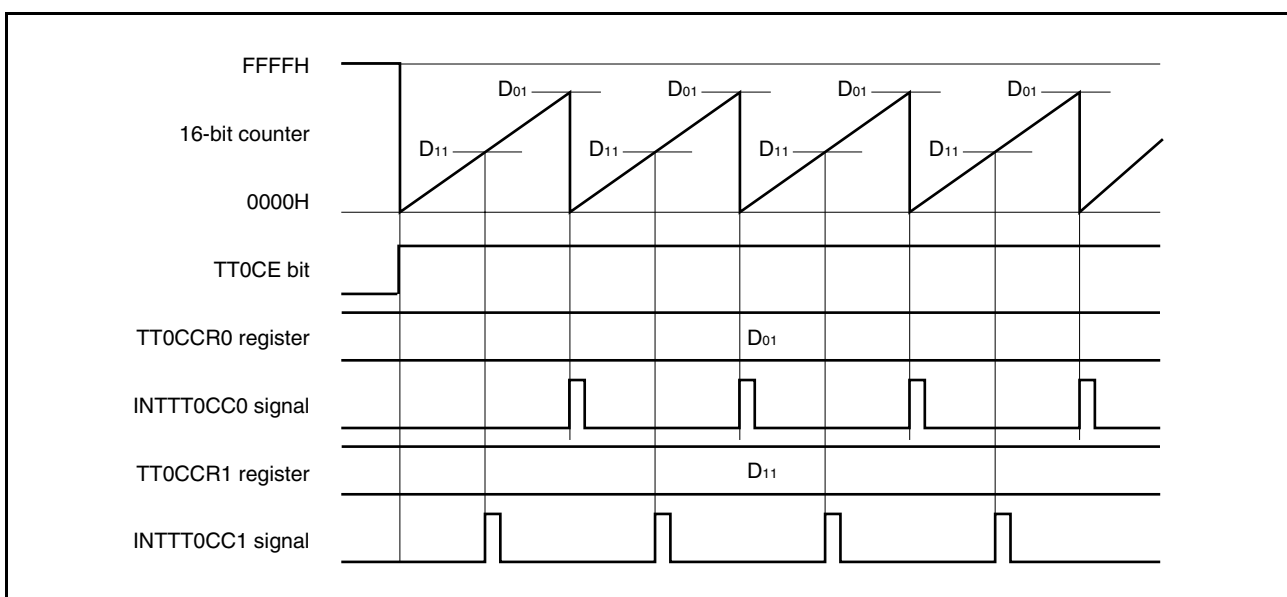 FFFFH
D01 D01 D01 D01
16-bit counter
D11 D11 D11 D11
0000H
TT0CE bit
TT0CCR0 register D01
INTTT0CC0 signal
TT0CCR1 register D11
INTTT0CC1 signal